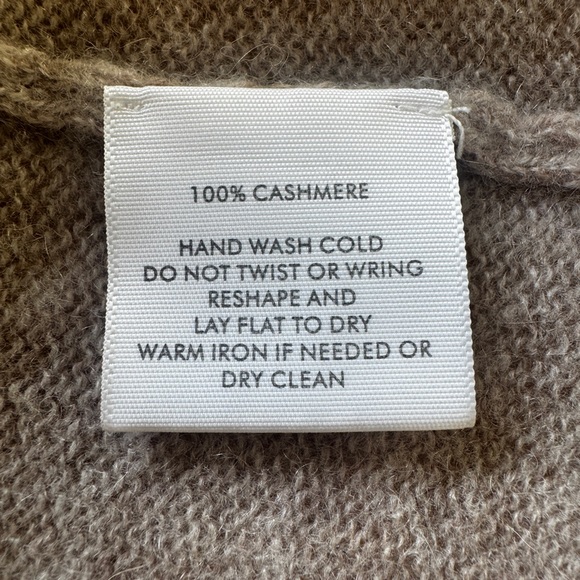 100% CASHMERE
HAND WASH COLD
DO NOT TWIST OR WRING
RESHAPE AND
LAY FLAT TO DRY
WARM IRON IF NEEDED OR
DRY CLEAN